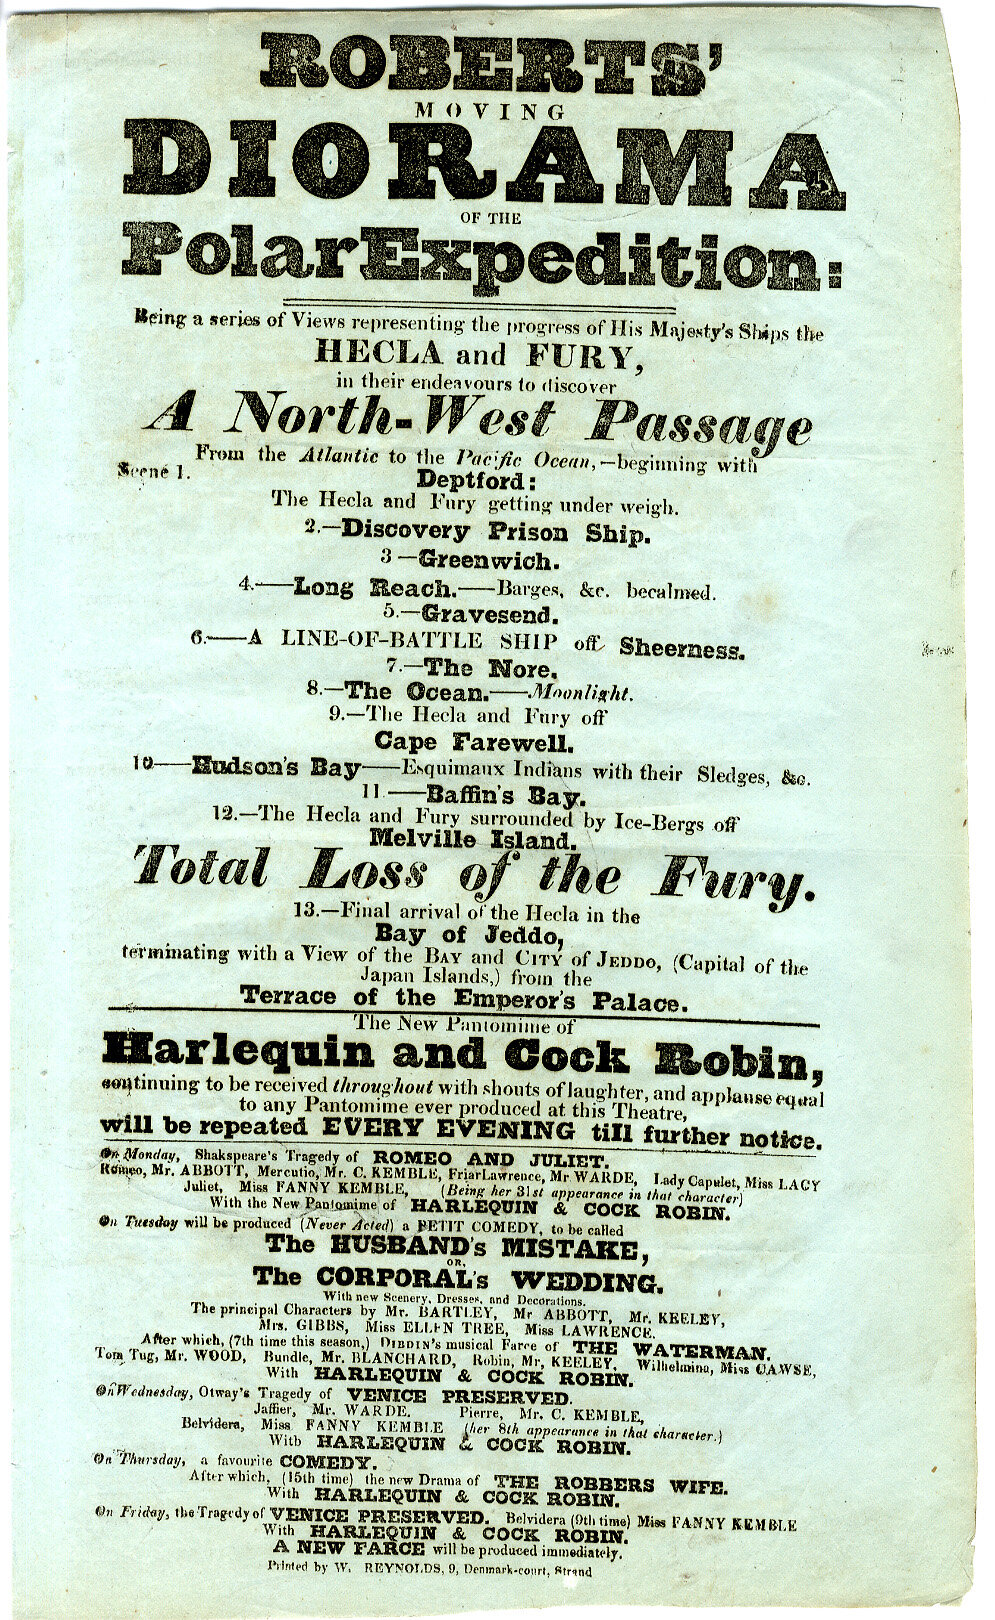 ROBERTS'
MOVING
DIORAMA
OF THE
Polar Expedition:
Being a series of Views representing the progress of His Majesty's Ships the
HECLA and FURY,
in their endeavours to discover
A North-West Passage
From the Atlantic to the Pacific Ocean,—beginning with
Scene 1. Deptford:
The Hecla and Fury getting under weigh.
2.—Discovery Prison Ship.
3—Greenwich.
4.—Long Reach.—Barges, &c. becalmed.
5.—Gravesend.
6.—A LINE-OF-BATTLE SHIP off Sheerness.
7.—The Nore.
8.—The Ocean.—Moonlight.
9.—The Hecla and Fury off
Cape Farewell.
10—Hudson's Bay—Esquimaux Indians with their Sledges, &c.
11.—Baffin's Bay.
12.—The Hecla and Fury surrounded by Ice-Bergs off
Melville Island.
Total Loss of the Fury.
13.—Final arrival of the Hecla in the
Bay of Jeddo,
terminating with a View of the BAY and CITY of JEDDO, (Capital of the
Japan Islands,) from the
Terrace of the Emperor's Palace.
The New Pantomime of
Harlequin and Cock Robin,
continuing to be received throughout with shouts of laughter, and applause equal
to any Pantomime ever produced at this Theatre,
will be repeated EVERY EVENING till further notice.
On Monday, Shakspeare's Tragedy of ROMEO AND JULIET.
Romeo, Mr. ABBOTT, Mercutio, Mr. C. KEMBLE, Friar Lawrence, Mr WARDE, Lady Capulet, Miss LACY
Juliet, Miss FANNY KEMBLE, (Being her 31st appearance in that character)
With the New Pantomime of HARLEQUIN & COCK ROBIN.
On Tuesday will be produced (Never Acted) a PETIT COMEDY, to be called
The HUSBAND's MISTAKE,
OR,
The CORPORAL's WEDDING.
With new Scenery, Dresses, and Decorations.
The principal Characters by Mr. BARTLEY, Mr ABBOTT, Mr. KEELEY,
Mrs. GIBBS, Miss ELLEN TREE, Miss LAWRENCE.
After which, (7th time this season,) DIBDIN's musical Farce of THE WATERMAN.
Tom Tug, Mr. WOOD, Bundle, Mr. BLANCHARD, Robin, Mr, KEELEY, Wilhelmina, Miss CAWSE,
With HARLEQUIN & COCK ROBIN.
On Wednesday, Otway's Tragedy of VENICE PRESERVED.
Jaffier, Mr. WARDE. Pierre, Mr. C. KEMBLE,
Belvidera, Miss FANNY KEMBLE (her 8th appearance in that character.)
With HARLEQUIN & COCK ROBIN.
On Thursday, a favourite COMEDY.
After which, (15th time) the new Drama of THE ROBBERS WIFE.
With HARLEQUIN & COCK ROBIN.
On Friday, the Tragedy of VENICE PRESERVED. Belvidera (9th time) Miss FANNY KEMBLE
With HARLEQUIN & COCK ROBIN.
A NEW FARCE will be produced immediately.
Printed by W. REYNOLDS, 9, Denmark-court, Strand